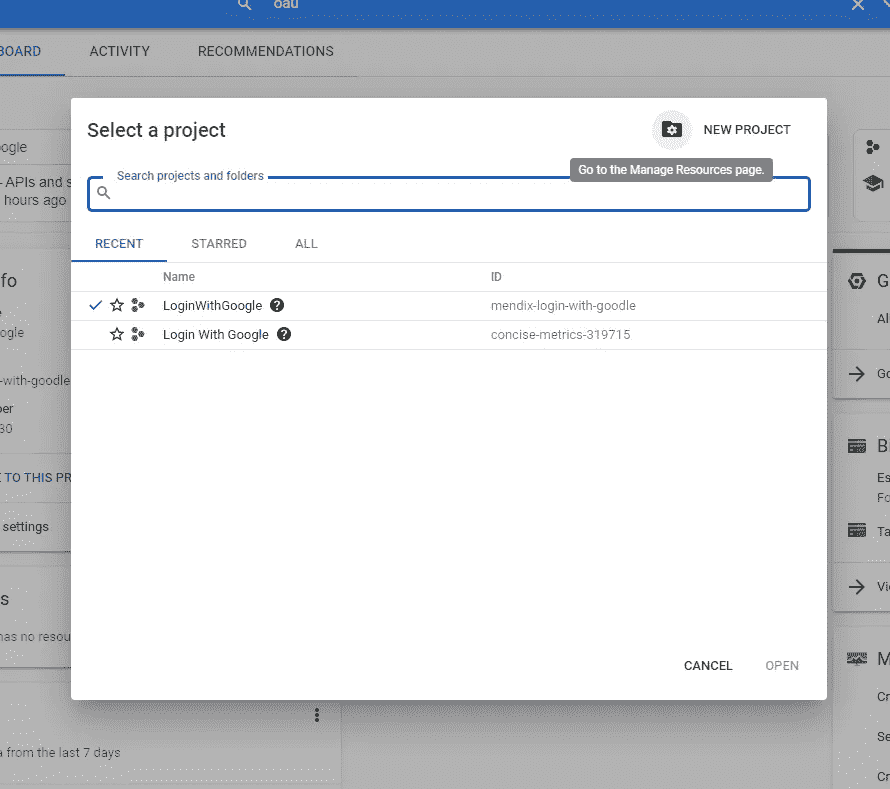 oau
BOARD
ACTIVITY
RECOMMENDATIONS
Select a project
NEW PROJECT
Go to the Manage Resources page.
Search projects and folders
RECENT
STARRED
ALL
Name
ID
LoginWithGoogle
mendix-login-with-goodle
Login With Google
concise-metrics-319715
CANCEL
OPEN
ogle
- APIs and s
hours ago
fo
ogle
-with-goodle
ber
30
TO THIS PR
settings
s
has no resou
a from the last 7 days
G
Al
Go
B
Es
Fo
Ta
Vie
M
Cr
Se
Cr